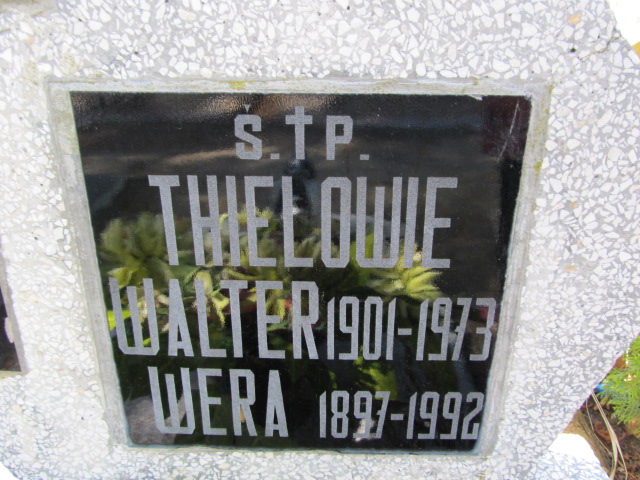 Š.†P.
THIELOWIE
WALTER 1901-1973
WERA 1897-1992